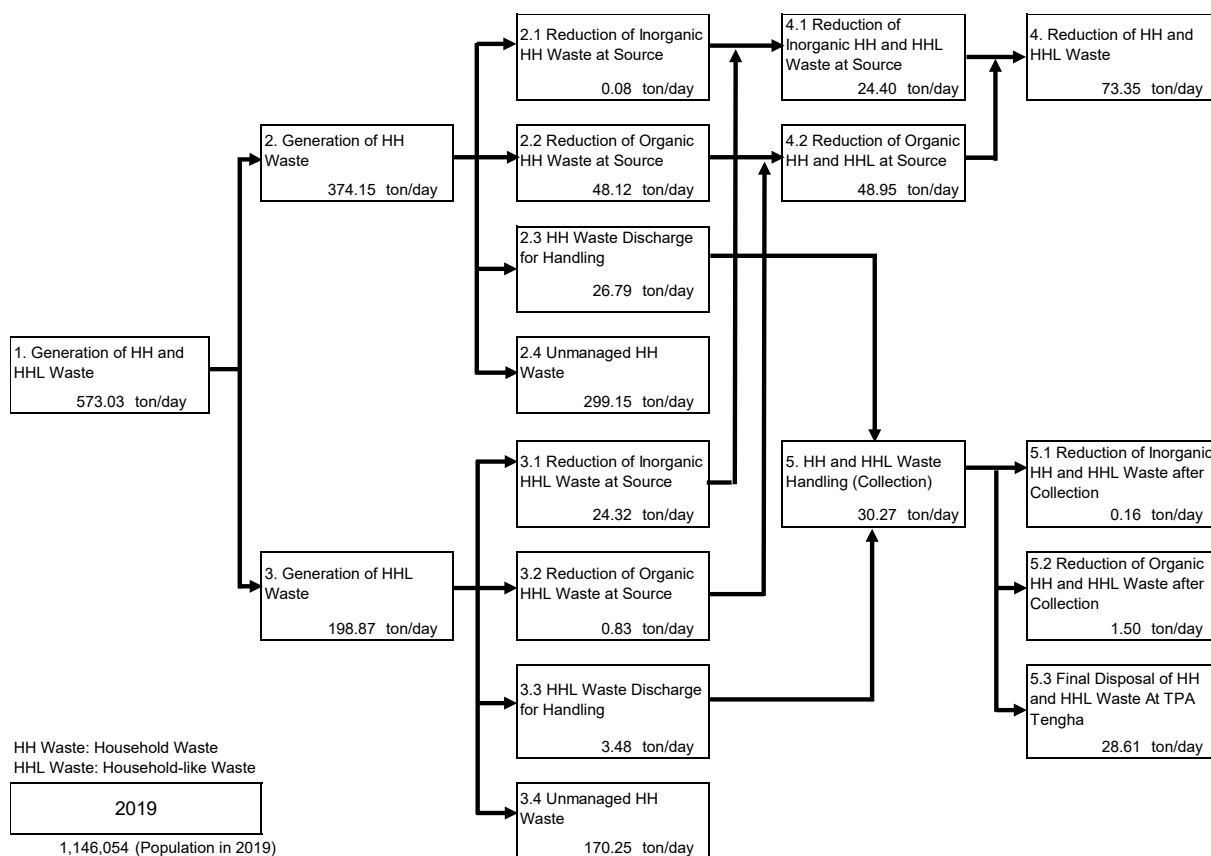 2.1 Reduction of Inorganic
HH Waste at Source
0.08 ton/day
4.1 Reduction of
Inorganic HH and HHL
Waste at Source
24.40 ton/day
4. Reduction of HH and
HHL Waste
73.35 ton/day
2. Generation of HH
Waste
374.15 ton/day
2.2 Reduction of Organic
HH Waste at Source
48.12 ton/day
4.2 Reduction of Organic
HH and HHL at Source
48.95 ton/day
2.3 HH Waste Discharge
for Handling
26.79 ton/day
1. Generation of HH and
HHL Waste
573.03 ton/day
2.4 Unmanaged HH
Waste
299.15 ton/day
3.1 Reduction of Inorganic
HHL Waste at Source
24.32 ton/day
5. HH and HHL Waste
Handling (Collection)
30.27 ton/day
5.1 Reduction of Inorganic
HH and HHL Waste after
Collection
0.16 ton/day
3. Generation of HHL
Waste
198.87 ton/day
3.2 Reduction of Organic
HHL Waste at Source
0.83 ton/day
5.2 Reduction of Organic
HH and HHL Waste after
Collection
1.50 ton/day
3.3 HHL Waste Discharge
for Handling
3.48 ton/day
5.3 Final Disposal of HH
and HHL Waste At TPA
Tengha
28.61 ton/day
HH Waste: Household Waste
HHL Waste: Household-like Waste
2019
1,146,054 (Population in 2019)
3.4 Unmanaged HH
Waste
170.25 ton/day